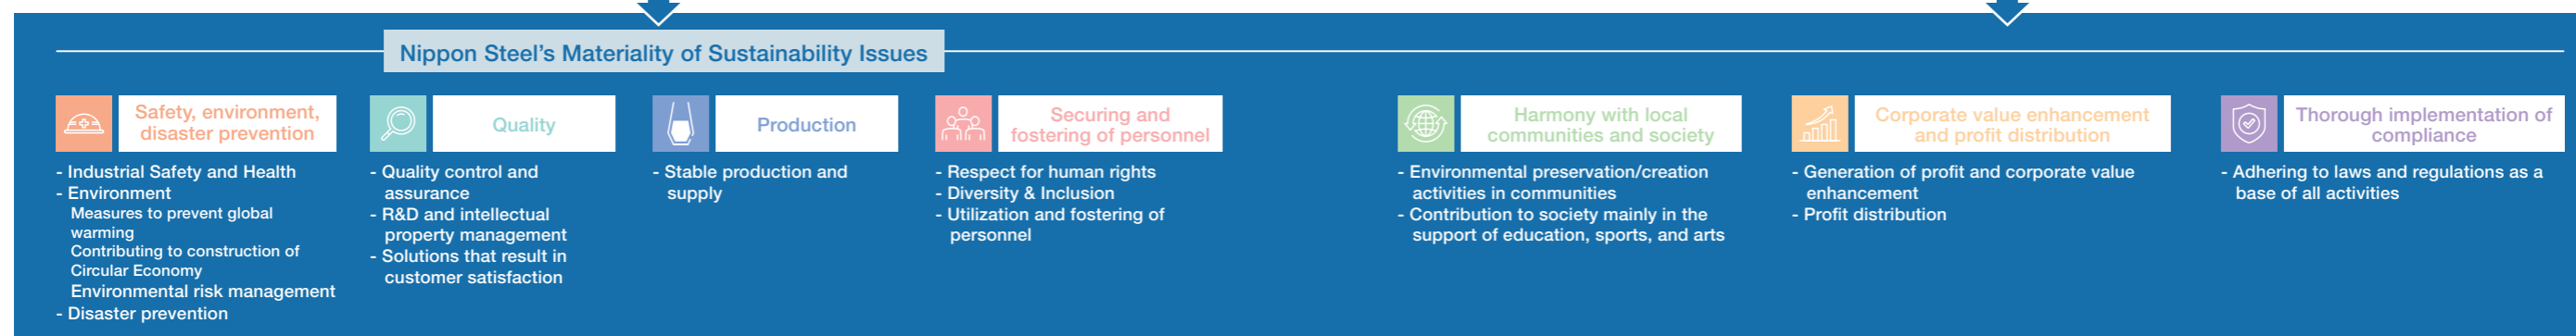 Nippon Steel's Materiality of Sustainability Issues
Safety, environment,
disaster prevention
- Industrial Safety and Health
- Environment
Measures to prevent global
warming
Contributing to construction of
Circular Economy
Environmental risk management
- Disaster prevention
Quality
- Quality control and
assurance
- R&D and intellectual
property management
- Solutions that result in
customer satisfaction
Production
- Stable production and
supply
Securing and
fostering of personnel
- Respect for human rights
- Diversity & Inclusion
- Utilization and fostering of
personnel
Harmony with local
communities and society
- Environmental preservation/creation
activities in communities
- Contribution to society mainly in the
support of education, sports, and arts
Corporate value enhancement
and profit distribution
- Generation of profit and corporate value
enhancement
- Profit distribution
Thorough implementation of
compliance
- Adhering to laws and regulations as a
base of all activities